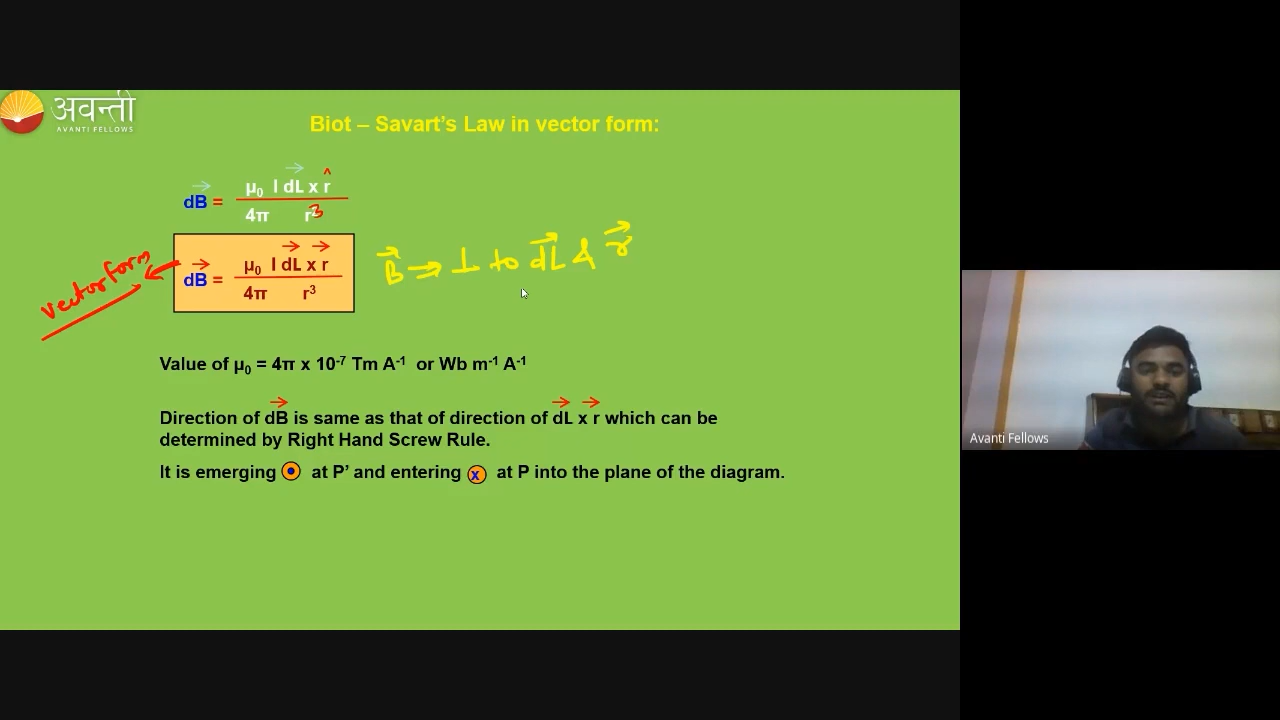 अवन्ती
AVANTI FELLOWS
Biot – Savart’s Law in vector form:
dB = μ₀ I dL x r̂
4π r³
dB = μ₀ I dL x r
4π r³
vector form
B⃗ ⇒ ⊥ to dL⃗ & r⃗
Value of μ₀ = 4π x 10⁻⁷ Tm A⁻¹ or Wb m⁻¹ A⁻¹
Direction of dB is same as that of direction of dL x r which can be
determined by Right Hand Screw Rule.
It is emerging at P’ and entering x at P into the plane of the diagram.
Avanti Fellows